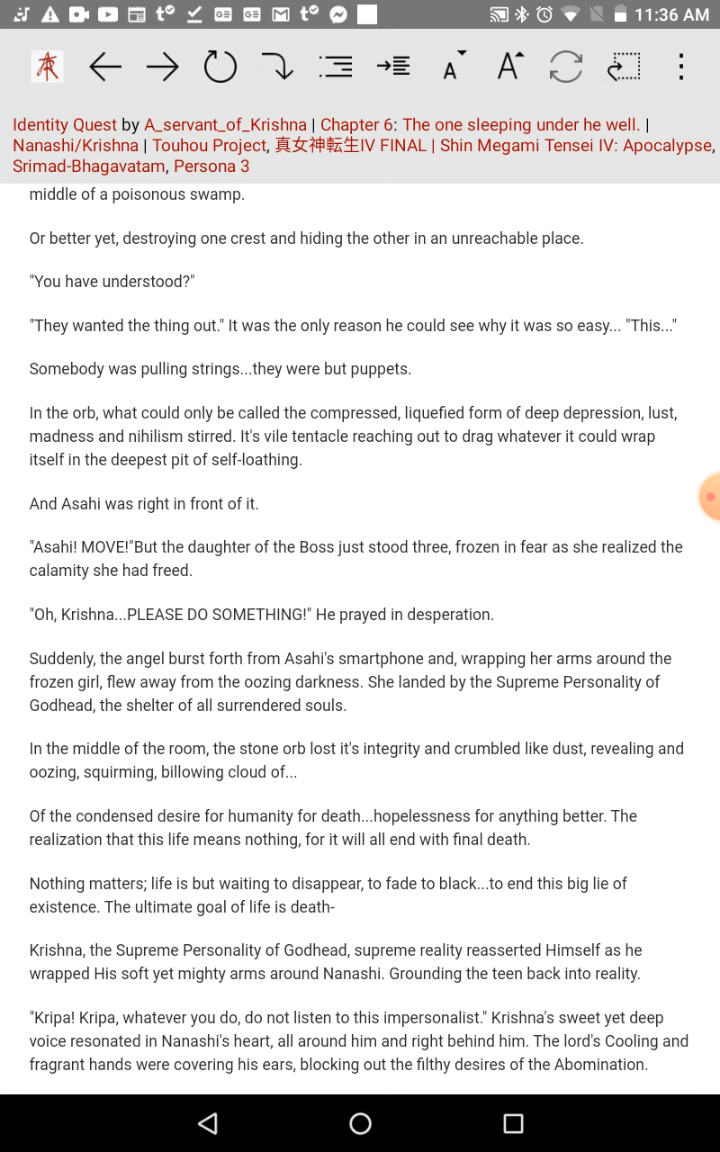 11:36 AM
Identity Quest by A_servant_of_Krishna | Chapter 6: The one sleeping under he well. |
Nanashi/Krishna | Touhou Project, 真女神転生IV FINAL | Shin Megami Tensei IV: Apocalypse,
Srimad-Bhagavatam, Persona 3
middle of a poisonous swamp.
Or better yet, destroying one crest and hiding the other in an unreachable place.
"You have understood?"
"They wanted the thing out." It was the only reason he could see why it was so easy... "This..."
Somebody was pulling strings...they were but puppets.
In the orb, what could only be called the compressed, liquefied form of deep depression, lust,
madness and nihilism stirred. It's vile tentacle reaching out to drag whatever it could wrap
itself in the deepest pit of self-loathing.
And Asahi was right in front of it.
"Asahi! MOVE!"But the daughter of the Boss just stood three, frozen in fear as she realized the
calamity she had freed.
"Oh, Krishna...PLEASE DO SOMETHING!" He prayed in desperation.
Suddenly, the angel burst forth from Asahi's smartphone and, wrapping her arms around the
frozen girl, flew away from the oozing darkness. She landed by the Supreme Personality of
Godhead, the shelter of all surrendered souls.
In the middle of the room, the stone orb lost it's integrity and crumbled like dust, revealing and
oozing, squirming, billowing cloud of...
Of the condensed desire for humanity for death...hopelessness for anything better. The
realization that this life means nothing, for it will all end with final death.
Nothing matters; life is but waiting to disappear, to fade to black...to end this big lie of
existence. The ultimate goal of life is death-
Krishna, the Supreme Personality of Godhead, supreme reality reasserted Himself as he
wrapped His soft yet mighty arms around Nanashi. Grounding the teen back into reality.
"Kripa! Kripa, whatever you do, do not listen to this impersonalist." Krishna's sweet yet deep
voice resonated in Nanashi's heart, all around him and right behind him. The lord's Cooling and
fragrant hands were covering his ears, blocking out the filthy desires of the Abomination.